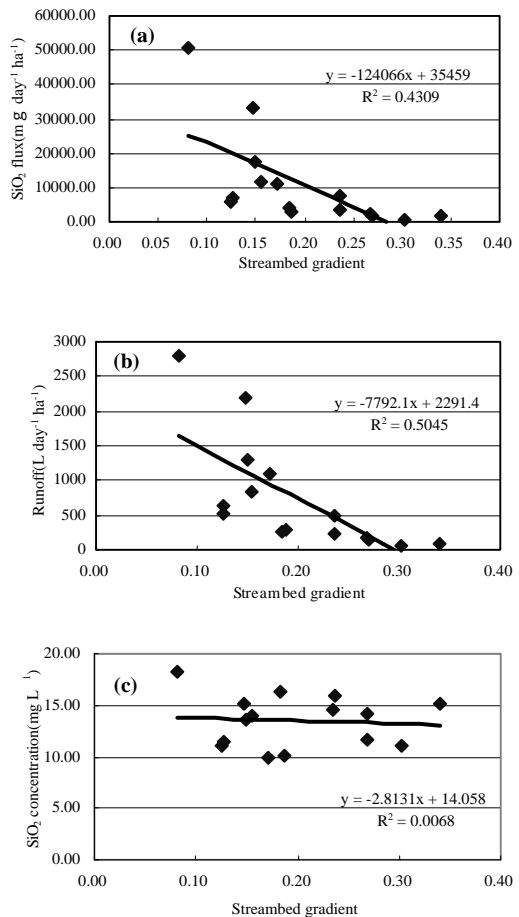 (a)
60000.00
50000.00
40000.00
30000.00
20000.00
10000.00
0.00
SiO₂ flux(m g day⁻¹ ha⁻¹)
y = -124066x + 35459
R² = 0.4309
0.00 0.05 0.10 0.15 0.20 0.25 0.30 0.35 0.40
Streambed gradient
(b)
3000
2500
2000
1500
1000
500
0
Runoff(L day⁻¹ ha⁻¹)
y = -7792.1x + 2291.4
R² = 0.5045
0.00 0.10 0.20 0.30 0.40
Streambed gradient
(c)
20.00
15.00
10.00
5.00
0.00
SiO₂ concentration(mg L⁻¹)
y = -2.8131x + 14.058
R² = 0.0068
0.00 0.10 0.20 0.30 0.40
Streambed gradient